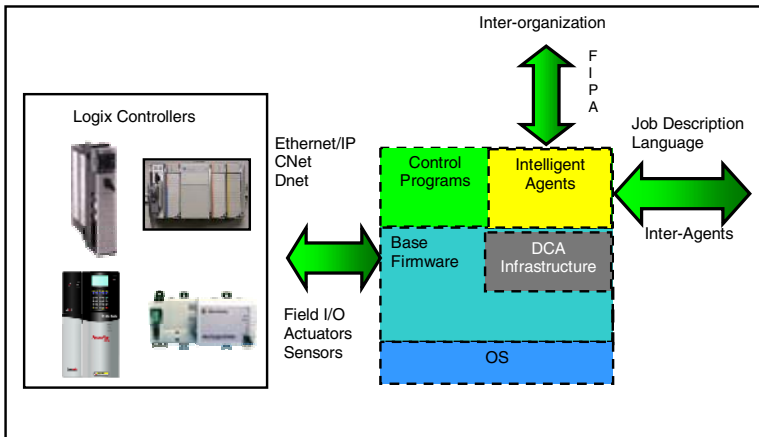 Inter-organization
F
I
P
A
Logix Controllers
Ethernet/IP
CNet
Dnet
Control
Programs
Intelligent
Agents
Job Description
Language
Inter-Agents
Base
Firmware
DCA
Infrastructure
Field I/O
Actuators
Sensors
OS